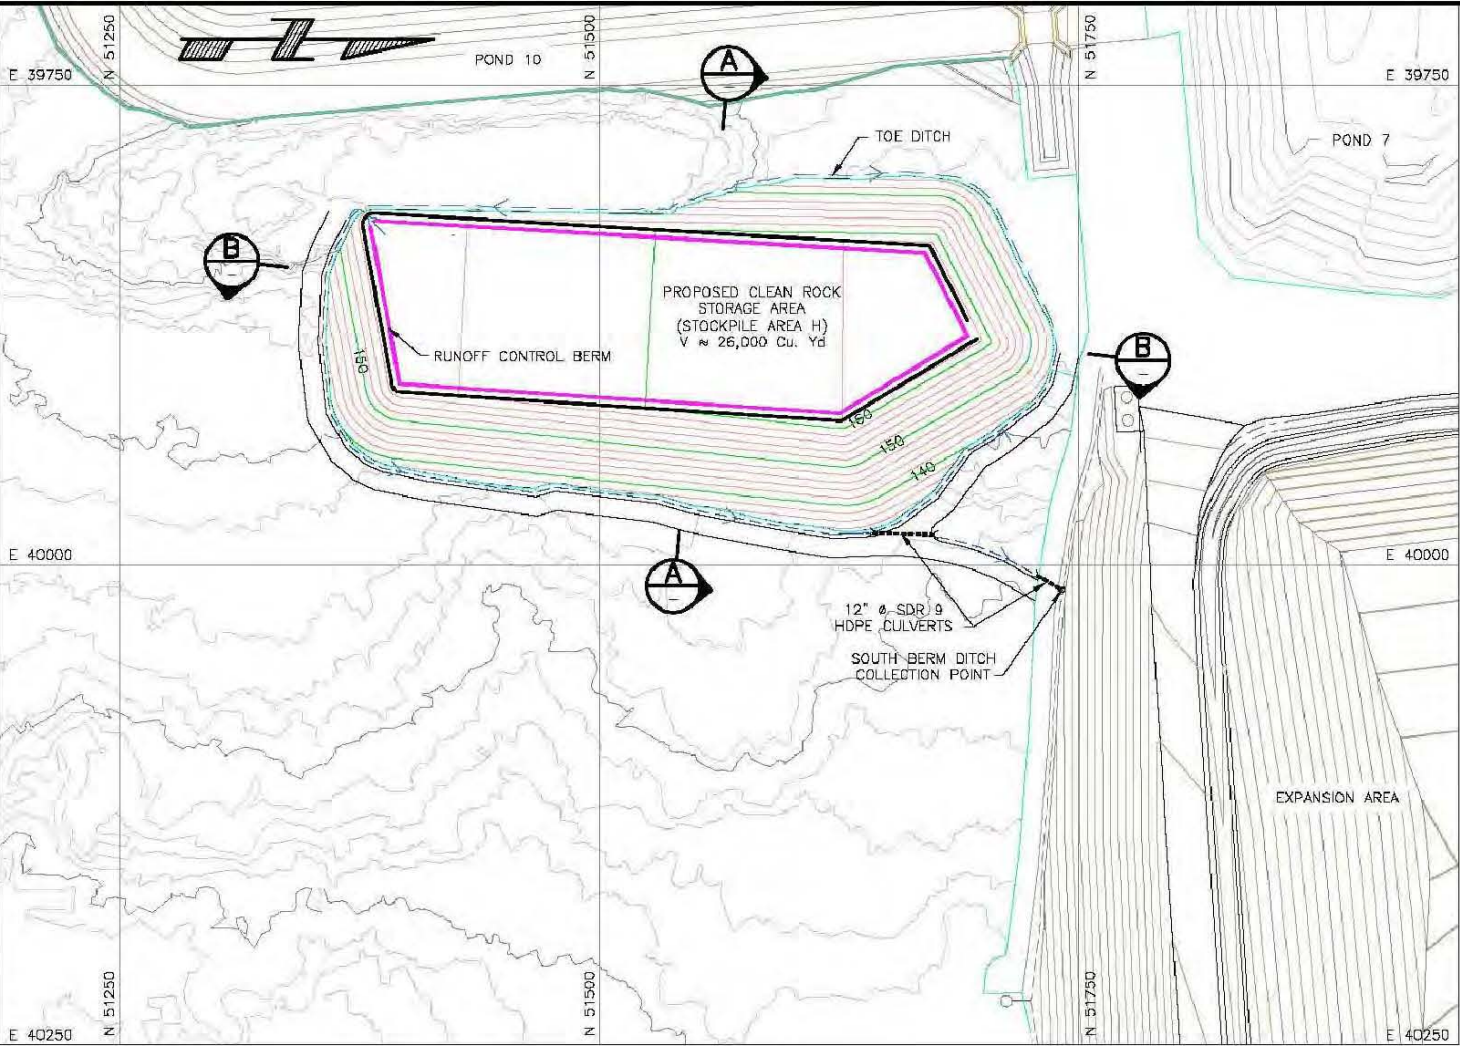 N 51250
N 51500
N 51750
E 39750
POND 10
A
E 39750
TOE DITCH
POND 7
B
PROPOSED CLEAN ROCK
STORAGE AREA
(STOCKPILE AREA H)
V ≈ 26,000 Cu. Yd
RUNOFF CONTROL BERM
150
B
160
150
140
E 40000
E 40000
A
12" ø SDR 9
HDPE CULVERTS
SOUTH BERM DITCH
COLLECTION POINT
EXPANSION AREA
N 51250
N 51500
N 51750
E 40250
E 40250